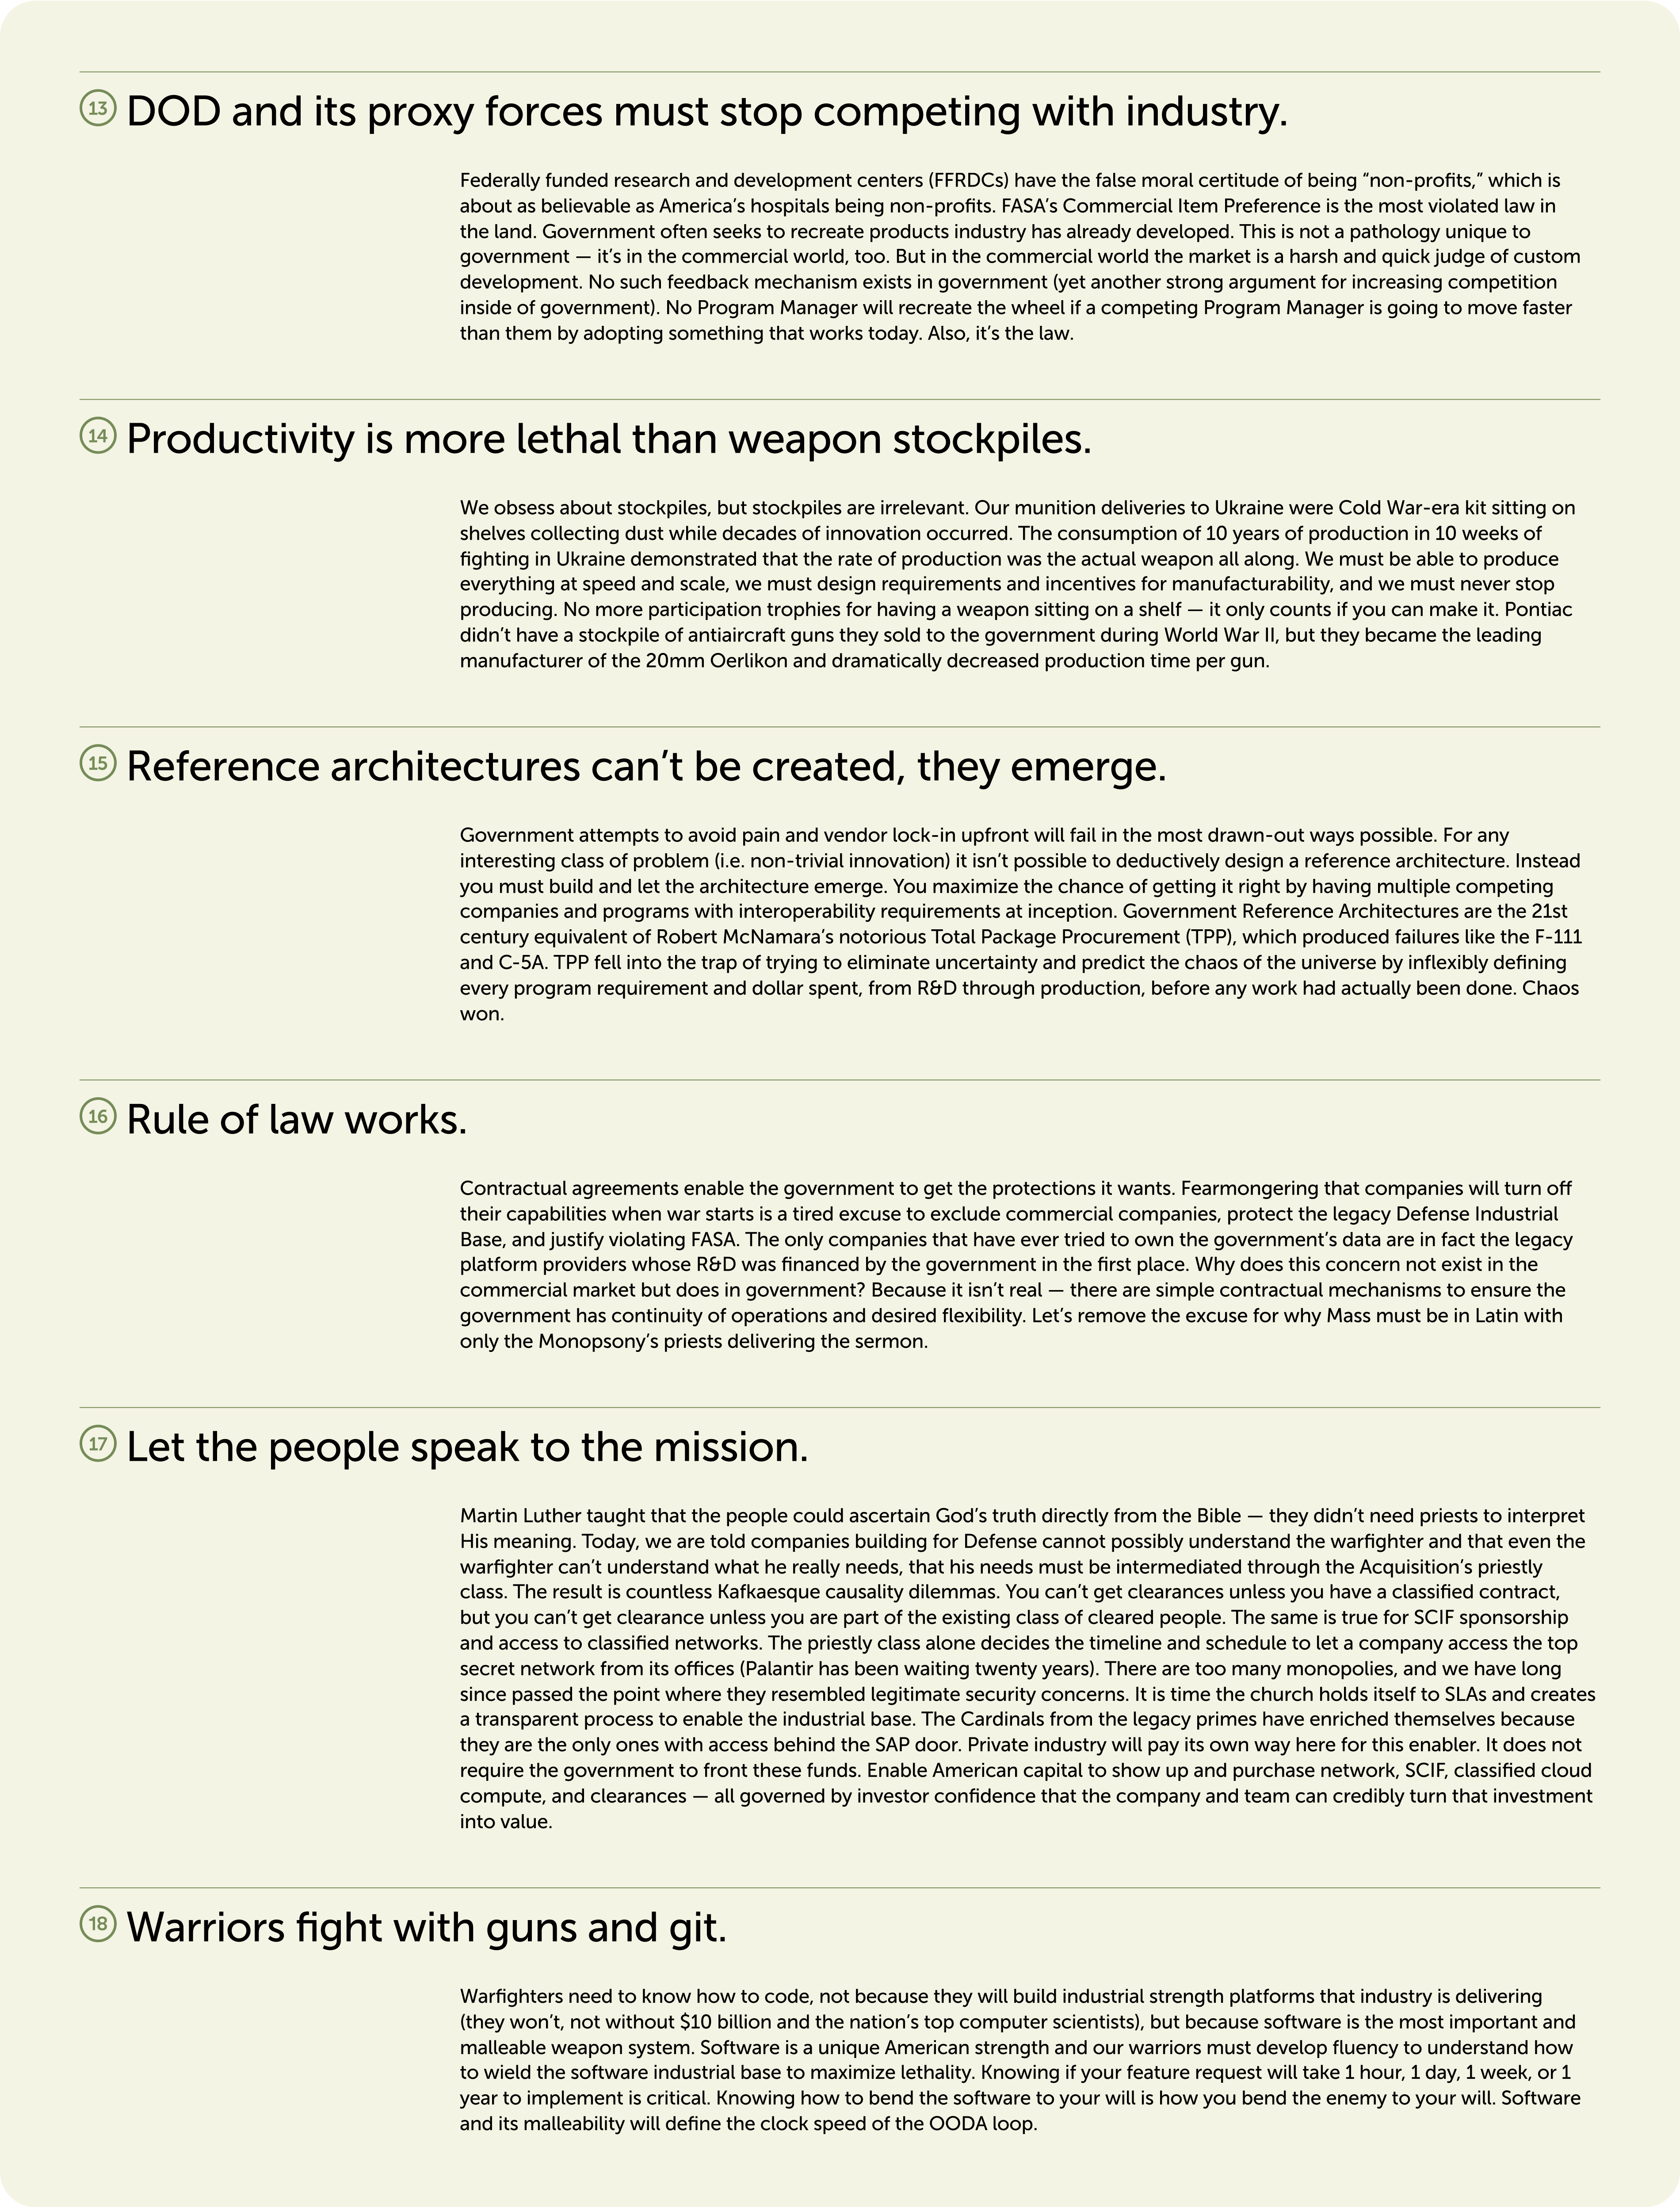 13 DOD and its proxy forces must stop competing with industry.
Federally funded research and development centers (FFRDCs) have the false moral certitude of being “non-profits,” which is
about as believable as America’s hospitals being non-profits. FASA’s Commercial Item Preference is the most violated law in
the land. Government often seeks to recreate products industry has already developed. This is not a pathology unique to
government — it’s in the commercial world, too. But in the commercial world the market is a harsh and quick judge of custom
development. No such feedback mechanism exists in government (yet another strong argument for increasing competition
inside of government). No Program Manager will recreate the wheel if a competing Program Manager is going to move faster
than them by adopting something that works today. Also, it’s the law.
14 Productivity is more lethal than weapon stockpiles.
We obsess about stockpiles, but stockpiles are irrelevant. Our munition deliveries to Ukraine were Cold War-era kit sitting on
shelves collecting dust while decades of innovation occurred. The consumption of 10 years of production in 10 weeks of
fighting in Ukraine demonstrated that the rate of production was the actual weapon all along. We must be able to produce
everything at speed and scale, we must design requirements and incentives for manufacturability, and we must never stop
producing. No more participation trophies for having a weapon sitting on a shelf — it only counts if you can make it. Pontiac
didn’t have a stockpile of antiaircraft guns they sold to the government during World War II, but they became the leading
manufacturer of the 20mm Oerlikon and dramatically decreased production time per gun.
15 Reference architectures can’t be created, they emerge.
Government attempts to avoid pain and vendor lock-in upfront will fail in the most drawn-out ways possible. For any
interesting class of problem (i.e. non-trivial innovation) it isn’t possible to deductively design a reference architecture. Instead
you must build and let the architecture emerge. You maximize the chance of getting it right by having multiple competing
companies and programs with interoperability requirements at inception. Government Reference Architectures are the 21st
century equivalent of Robert McNamara’s notorious Total Package Procurement (TPP), which produced failures like the F-111
and C-5A. TPP fell into the trap of trying to eliminate uncertainty and predict the chaos of the universe by inflexibly defining
every program requirement and dollar spent, from R&D through production, before any work had actually been done. Chaos
won.
16 Rule of law works.
Contractual agreements enable the government to get the protections it wants. Fearmongering that companies will turn off
their capabilities when war starts is a tired excuse to exclude commercial companies, protect the legacy Defense Industrial
Base, and justify violating FASA. The only companies that have ever tried to own the government’s data are in fact the legacy
platform providers whose R&D was financed by the government in the first place. Why does this concern not exist in the
commercial market but does in government? Because it isn’t real — there are simple contractual mechanisms to ensure the
government has continuity of operations and desired flexibility. Let’s remove the excuse for why Mass must be in Latin with
only the Monopsony’s priests delivering the sermon.
17 Let the people speak to the mission.
Martin Luther taught that the people could ascertain God’s truth directly from the Bible — they didn’t need priests to interpret
His meaning. Today, we are told companies building for Defense cannot possibly understand the warfighter and that even the
warfighter can’t understand what he really needs, that his needs must be intermediated through the Acquisition’s priestly
class. The result is countless Kafkaesque causality dilemmas. You can’t get clearances unless you have a classified contract,
but you can’t get clearance unless you are part of the existing class of cleared people. The same is true for SCIF sponsorship
and access to classified networks. The priestly class alone decides the timeline and schedule to let a company access the top
secret network from its offices (Palantir has been waiting twenty years). There are too many monopolies, and we have long
since passed the point where they resembled legitimate security concerns. It is time the church holds itself to SLAs and creates
a transparent process to enable the industrial base. The Cardinals from the legacy primes have enriched themselves because
they are the only ones with access behind the SAP door. Private industry will pay its own way here for this enabler. It does not
require the government to front these funds. Enable American capital to show up and purchase network, SCIF, classified cloud
compute, and clearances — all governed by investor confidence that the company and team can credibly turn that investment
into value.
18 Warriors fight with guns and git.
Warfighters need to know how to code, not because they will build industrial strength platforms that industry is delivering
(they won’t, not without $10 billion and the nation’s top computer scientists), but because software is the most important and
malleable weapon system. Software is a unique American strength and our warriors must develop fluency to understand how
to wield the software industrial base to maximize lethality. Knowing if your feature request will take 1 hour, 1 day, 1 week, or 1
year to implement is critical. Knowing how to bend the software to your will is how you bend the enemy to your will. Software
and its malleability will define the clock speed of the OODA loop.